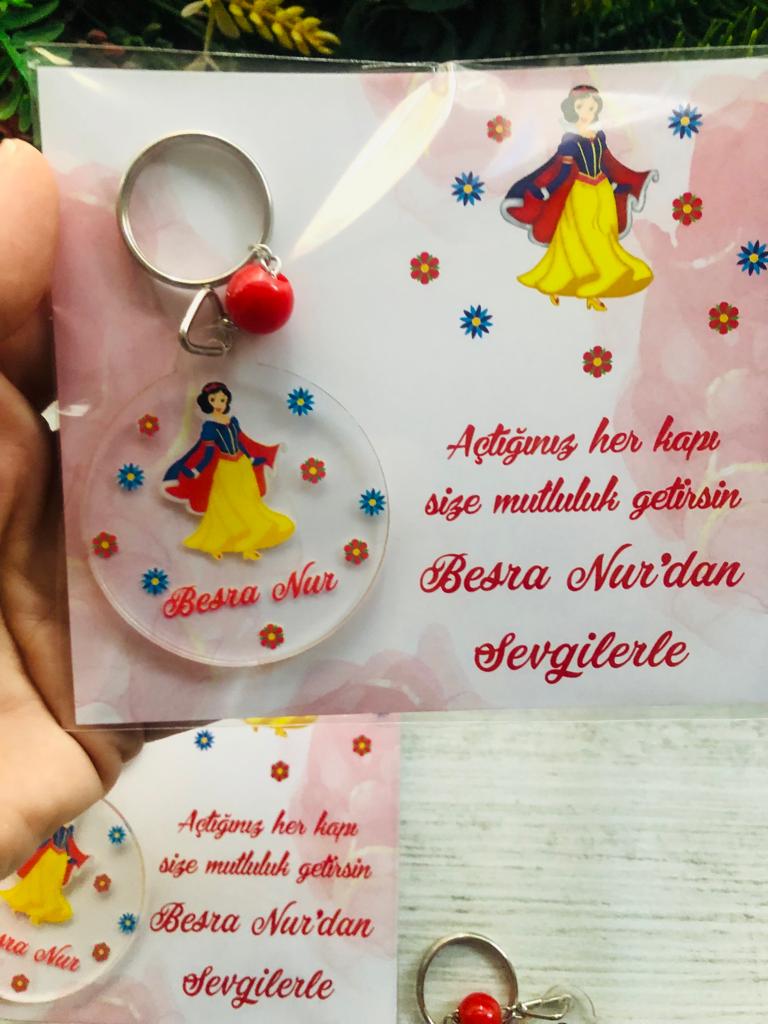 Besra Nur
Açtığınız her kapı
size mutluluk getirsin
Besra Nur'dan
Sevgilerle
Açtığınız her kapı
size mutluluk getirsin
Besra Nur'dan
Sevgilerle
Nur